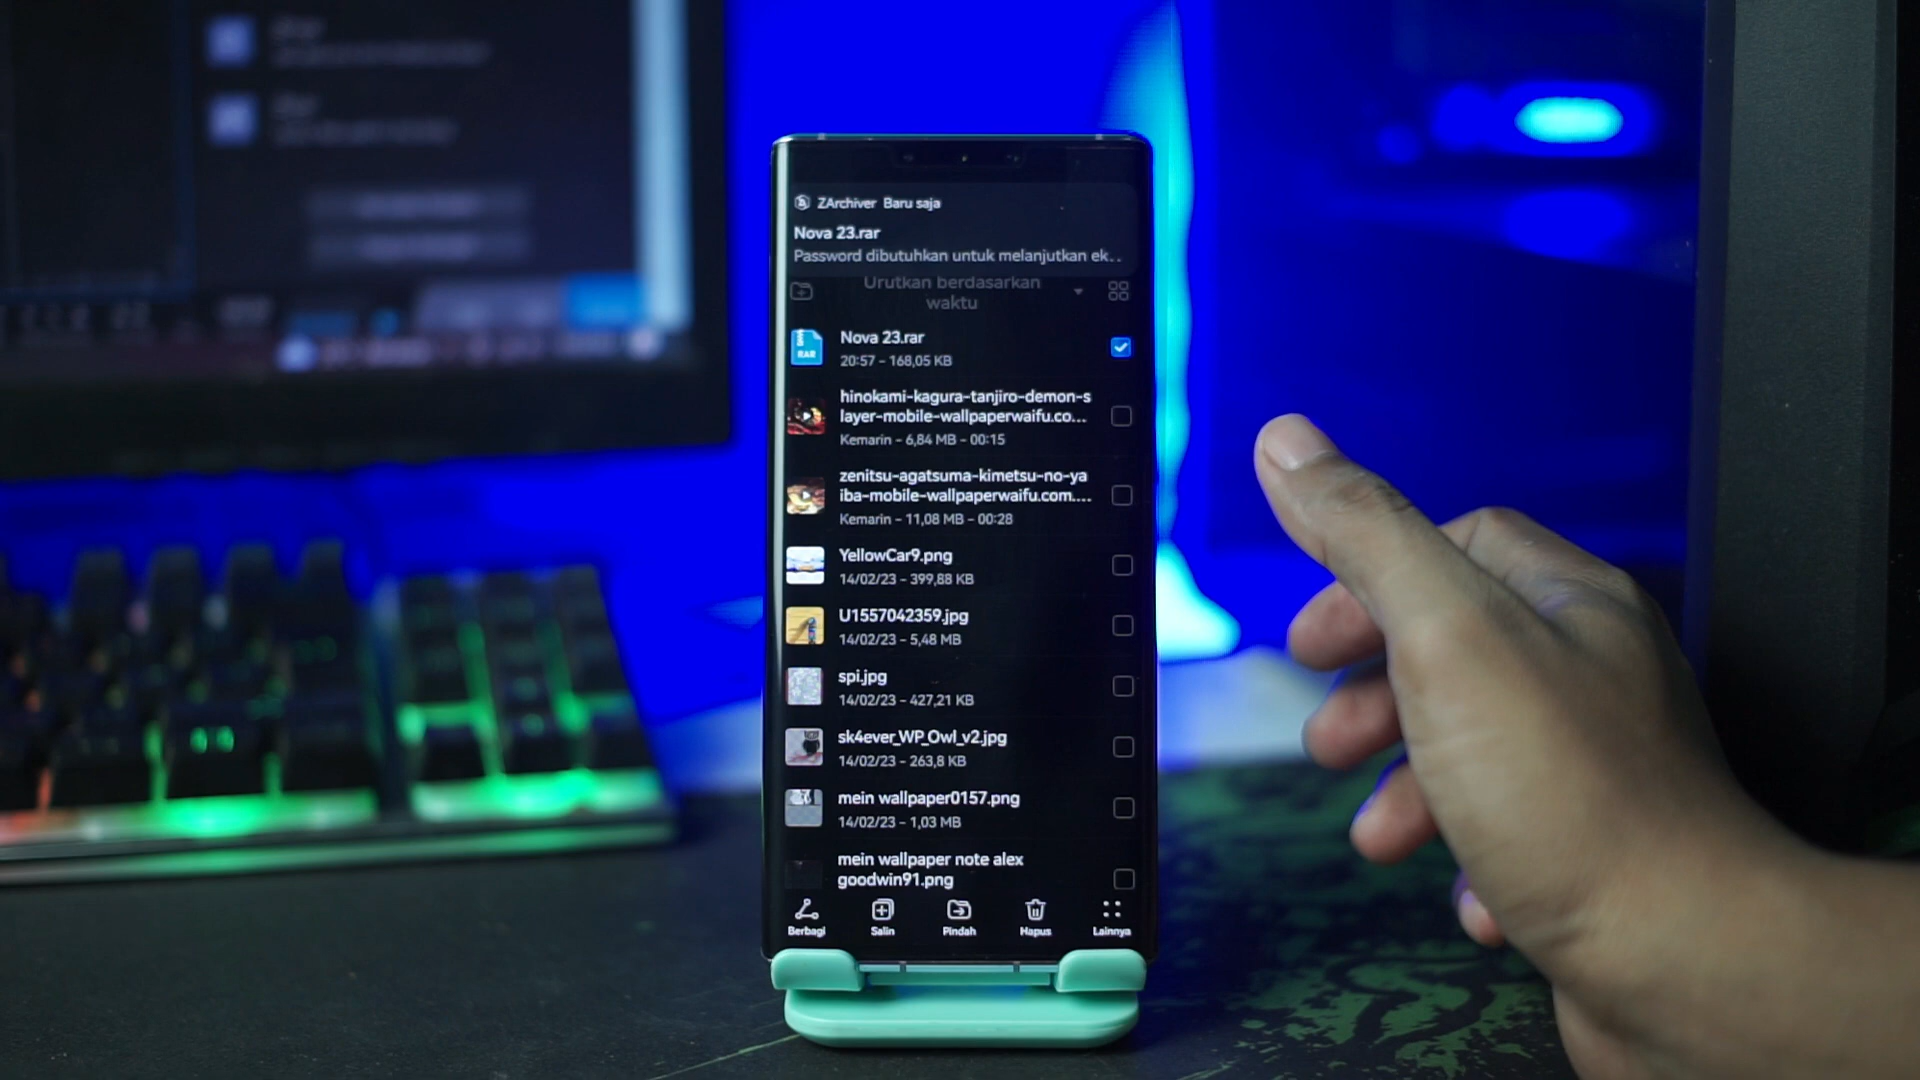 ZArchiver Baru saja
Nova 23.rar
Password dibutuhkan untuk melanjutkan ek..
Urutkan berdasarkan
waktu
Nova 23.rar
RAR
20:57 - 168,05 KB
hinokami-kagura-tanjiro-demon-s
layer-mobile-wallpaperwaifu.co...
Kemarin - 6,84 MB - 00:15
zenitsu-agatsuma-kimetsu-no-ya
iba-mobile-wallpaperwaifu.com....
Kemarin - 11,08 MB - 00:28
YellowCar9.png
14/02/23 - 399,88 KB
U1557042359.jpg
14/02/23 - 5,48 MB
spi.jpg
14/02/23 - 427,21 KB
sk4ever_WP_Owl_v2.jpg
14/02/23 - 263,8 KB
mein wallpaper0157.png
14/02/23 - 1,03 MB
mein wallpaper note alex
goodwin91.png
Berbagi Salin Pindah Hapus Lainnya